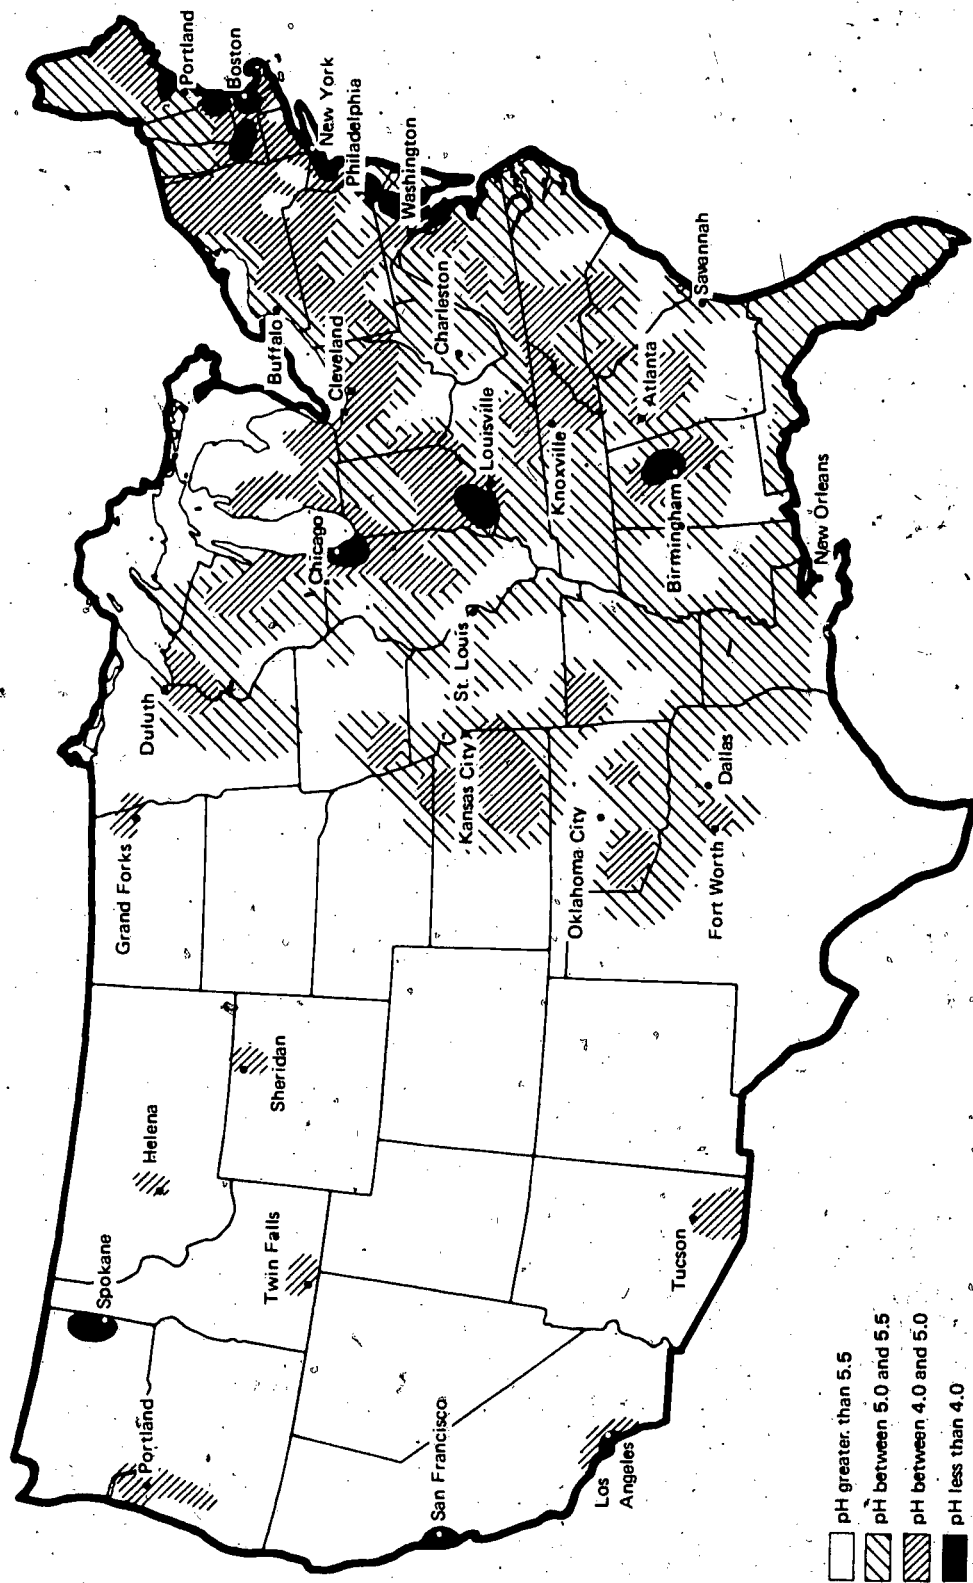 Spokane
Portland
Helena
Twin Falls
Sheridan
San Francisco
Los
Angeles
Tucson
Grand Forks
Duluth
Kansas City
St. Louis
Oklahoma City
Fort Worth
Dallas
New Orleans
Chicago
Louisville
Knoxville
Birmingham
Atlanta
Savannah
Charleston
Cleveland
Buffalo
Washington
Philadelphia
New York
Boston
Portland
pH greater than 5.5
pH between 5.0 and 5.5
pH between 4.0 and 5.0
pH less than 4.0